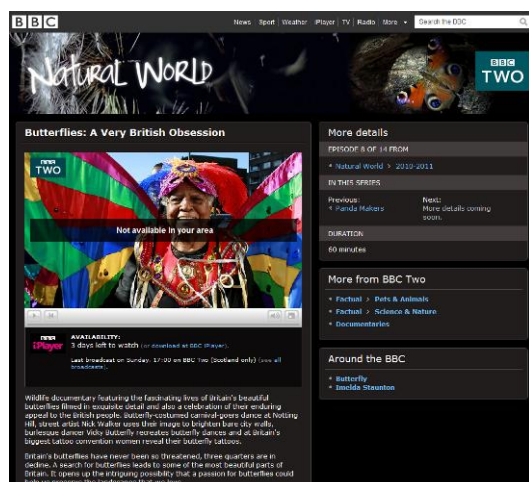 BBC
News Sport Weather iPlayer TV Radio More Search the BBC
Natural World
BBC
TWO
Butterflies: A Very British Obsession
BBC
TWO
Not available in your area
BBC
iPlayer
AVAILABILITY:
3 days left to watch (or download at BBC iPlayer).
Last broadcast on Sunday, 17:00 on BBC Two (Scotland only) (see all
broadcasts).
Wildlife documentary featuring the fascinating lives of Britain's beautiful
butterflies filmed in exquisite detail and also a celebration of their enduring
appeal to the British people. Butterfly-costumed carnival-goers dance at Notting
Hill, street artist Nick Walker uses their image to brighten bare city walls,
burlesque dancer Vicky Butterfly recreates butterfly dances and at Britain's
biggest tattoo convention women reveal their butterfly tattoos.
Britain's butterflies have never been so threatened, three quarters are in
decline. A search for butterflies leads to some of the most beautiful parts of
Britain. It opens up the intriguing possibility that a passion for butterflies could
help us preserve the landscapes that we love.
More details
EPISODE 8 OF 14 FROM
Natural World > 2010-2011
IN THIS SERIES
Previous:
Panda Makers
Next:
More details coming
soon.
DURATION
60 minutes
More from BBC Two
Factual > Pets & Animals
Factual > Science & Nature
Documentaries
Around the BBC
Butterfly
Imelda Staunton